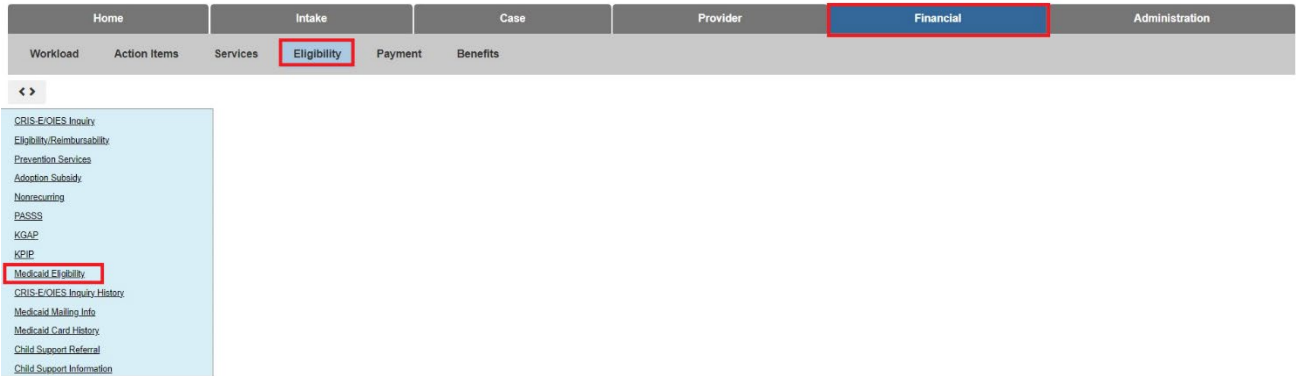 Home Intake Case Provider Financial Administration
Workload Action Items Services Eligibility Payment Benefits
< >
CRIS-E/OIES Inquiry
Eligibility/Reimbursability
Prevention Services
Adoption Subsidy
Nonrecurring
PASSS
KGAP
KPIP
Medicaid Eligibility
CRIS-E/OIES Inquiry History
Medicaid Mailing Info
Medicaid Card History
Child Support Referral
Child Support Information